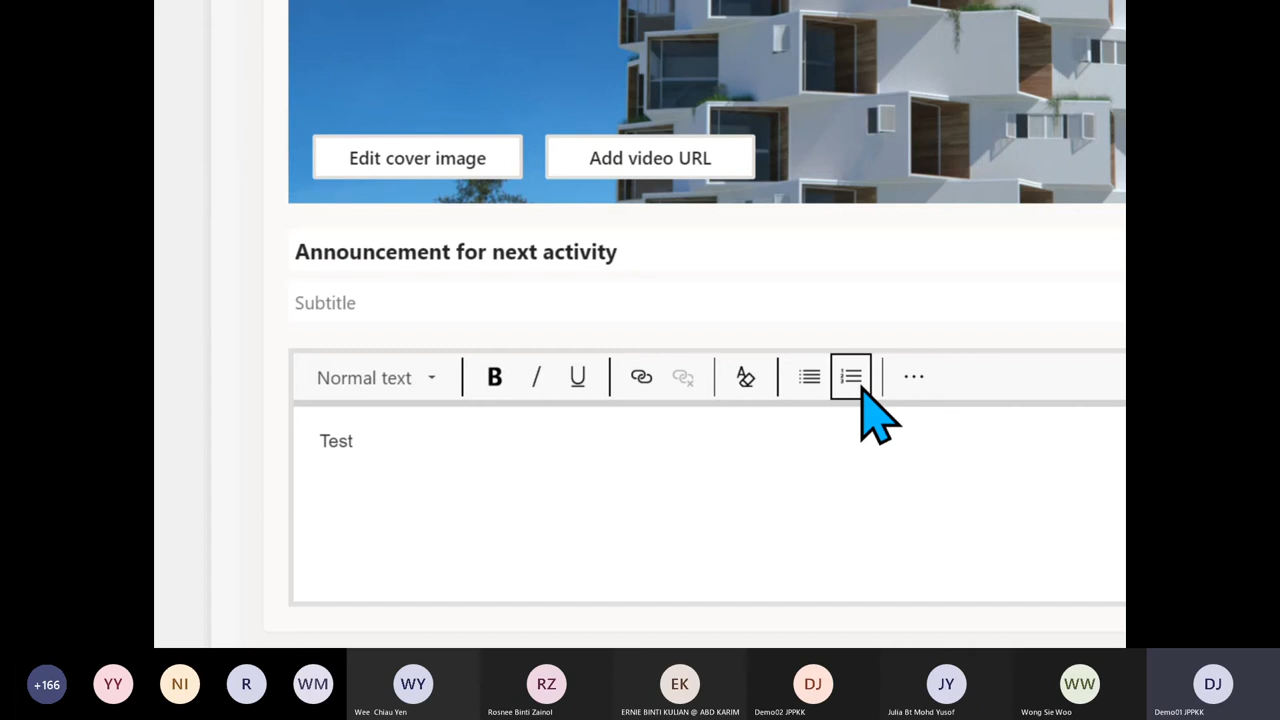 Edit cover image
Add video URL
Announcement for next activity
Subtitle
Normal text
B / U
Test
+166
YY
NI
R
WM
WY
RZ
EK
DJ
JY
WW
DJ
Wee Chiau Yen
Rosnee Binti Zainol
ERNIE BINTI KULIAN @ ABD KARIM
Demo02 JPPKK
Julia Bt Mohd Yusof
Wong Sie Woo
Demo01 JPPKK